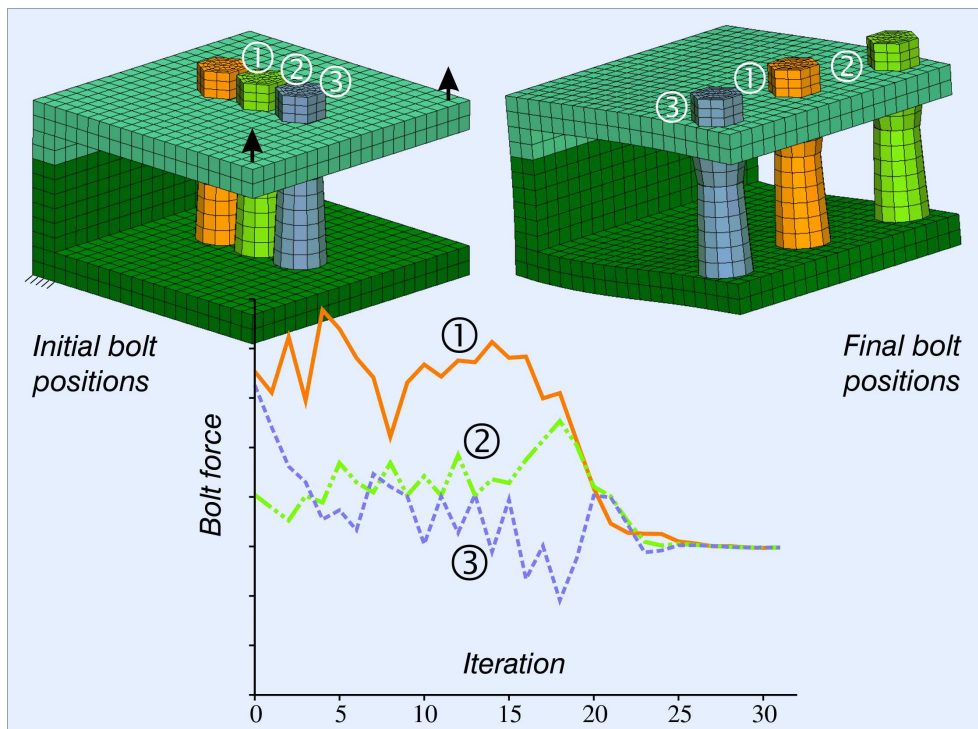 ① ② ③
③ ① ②
Initial bolt
positions
Final bolt
positions
Bolt force
①
②
③
Iteration
0 5 10 15 20 25 30